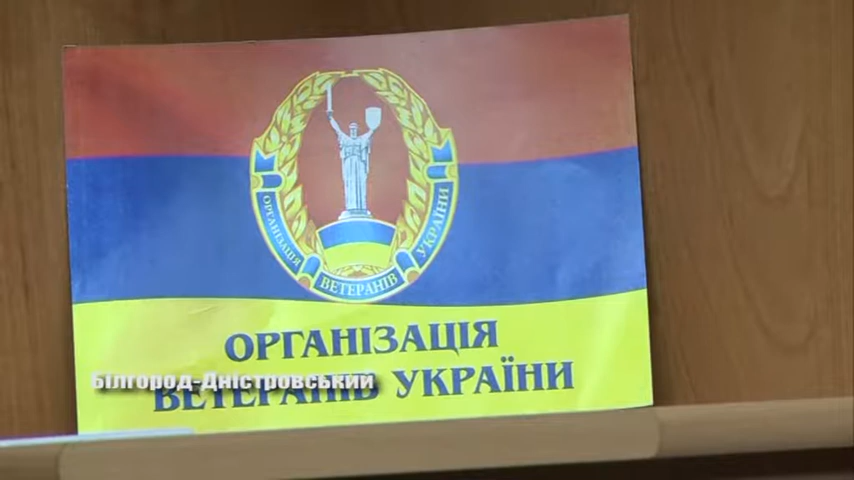 ОРГАНІЗАЦІЯ ВЕТЕРАНІВ УКРАЇНИ
ОРГАНІЗАЦІЯ
ВЕТЕРАНІВ УКРАЇНИ
Білгород-Дністровський